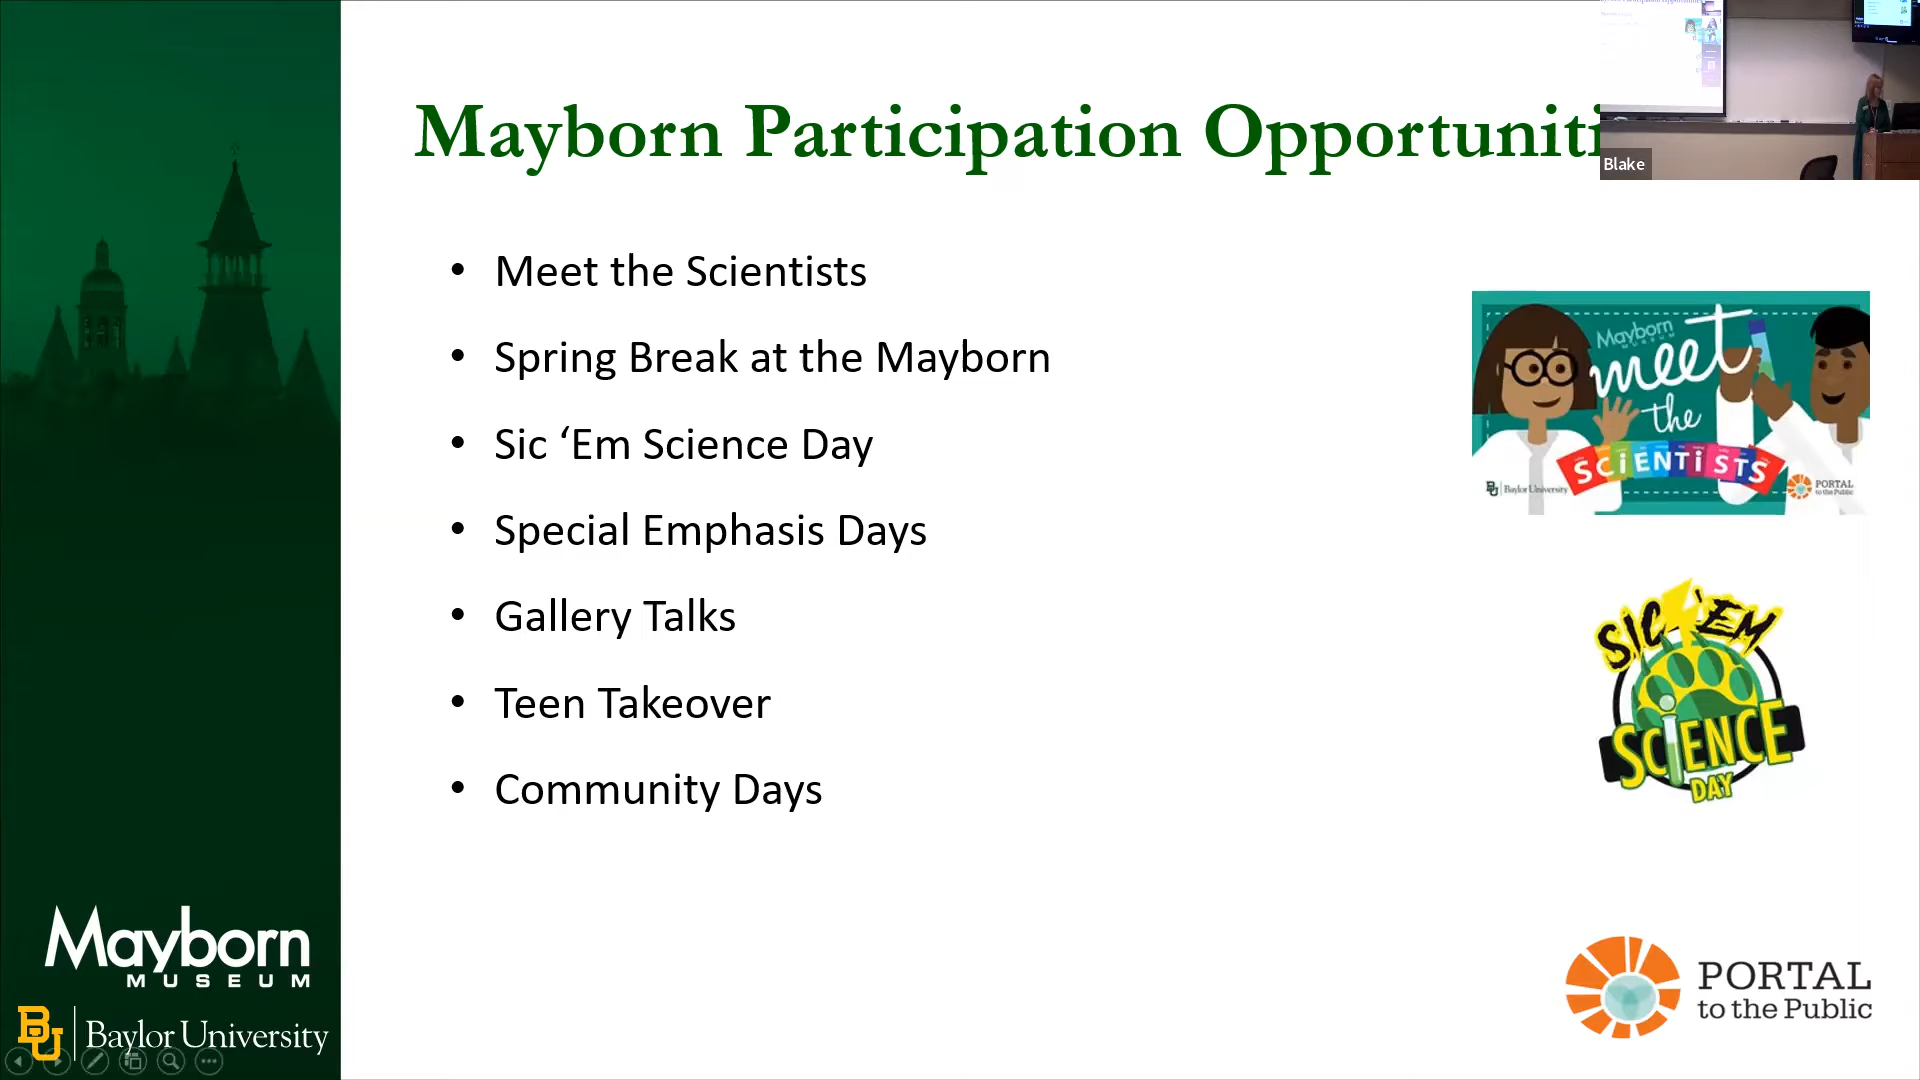 Mayborn Participation Opportuniti
Blake
• Meet the Scientists
• Spring Break at the Mayborn
• Sic ‘Em Science Day
• Special Emphasis Days
• Gallery Talks
• Teen Takeover
• Community Days
Mayborn
MUSEUM
meet
the
SCiENTiSTS
BU Baylor University
PORTAL
to the Public
SIC 'EM
SCIENCE
DAY
Mayborn
MUSEUM
BU Baylor University
PORTAL
to the Public